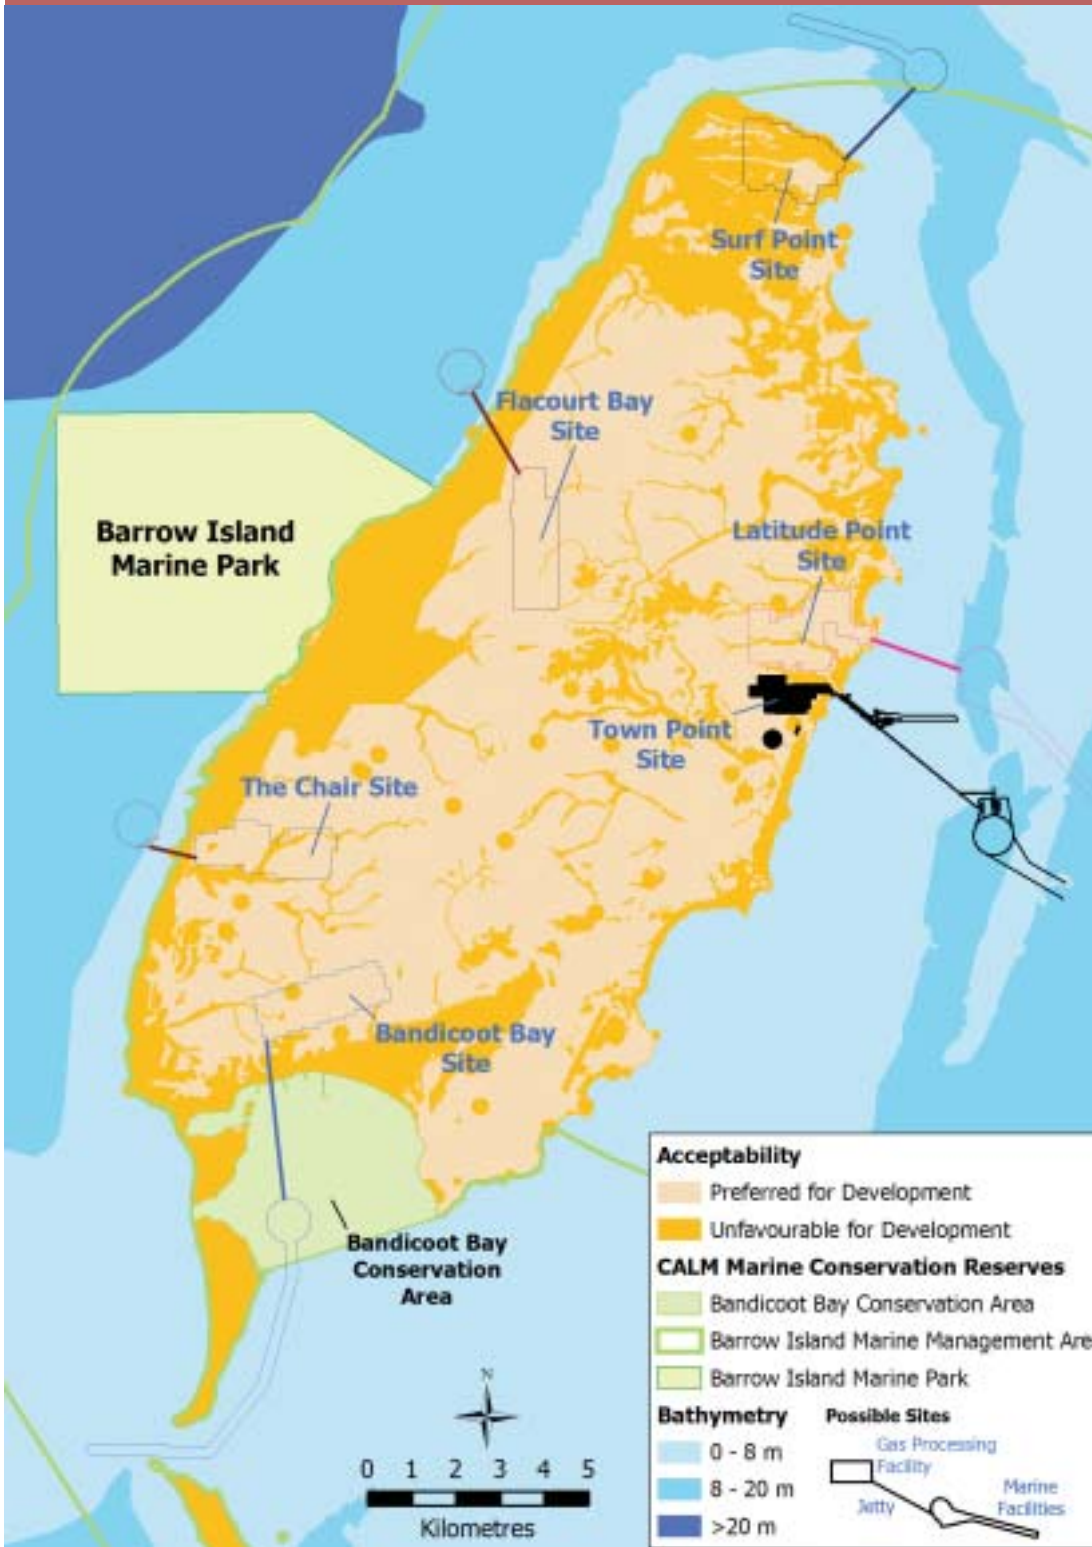 Surf Point
Site
Flacourt Bay
Site
Barrow Island
Marine Park
Latitude Point
Site
Town Point
Site
The Chair Site
Bandicoot Bay
Site
Bandicoot Bay
Conservation
Area
N
0 1 2 3 4 5
Kilometres
Acceptability
Preferred for Development
Unfavourable for Development
CALM Marine Conservation Reserves
Bandicoot Bay Conservation Area
Barrow Island Marine Management Are
Barrow Island Marine Park
Bathymetry
0 - 8 m
8 - 20 m
>20 m
Possible Sites
Gas Processing
Facility
Jetty
Marine
Facilities